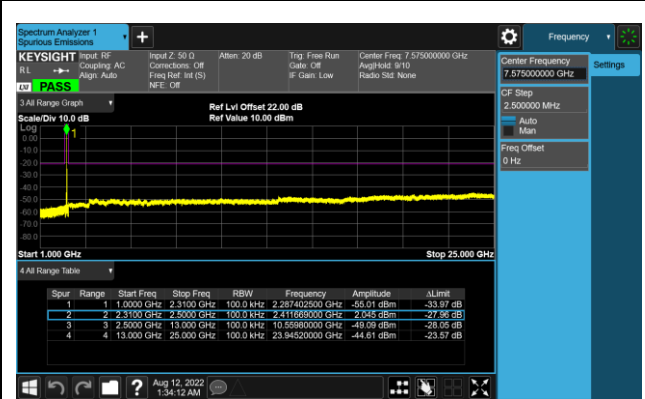 Spectrum Analyzer 1
Spurious Emissions
Frequency
KEYSIGHT
Input: RF
Coupling: AC
Align: Auto
Input Z: 50 Ω
Corrections: Off
Freq Ref: Int (S)
NFE: Off
Atten: 20 dB
Trig: Free Run
Gate: Off
IF Gain: Low
Center Freq: 7.575000000 GHz
Avg|Hold: 9/10
Radio Std: None
RL
LXI
PASS
Center Frequency
7.575000000 GHz
Settings
CF Step
2.500000 MHz
Auto
Man
Freq Offset
0 Hz
3 All Range Graph
Scale/Div 10.0 dB
Ref Lvl Offset 22.00 dB
Ref Value 10.00 dBm
Log
1
0.00
-10.0
-20.0
-30.0
-40.0
-50.0
-60.0
-70.0
-80.0
Start 1.000 GHz
Stop 25.000 GHz
4 All Range Table
Spur Range Start Freq Stop Freq RBW Frequency Amplitude ΔLimit
1 1 1.0000 GHz 2.3100 GHz 100.0 kHz 2.287402500 GHz -55.01 dBm -33.97 dB
2 2 2.3100 GHz 2.5000 GHz 100.0 kHz 2.411669000 GHz 2.045 dBm -27.96 dB
3 3 2.5000 GHz 13.000 GHz 100.0 kHz 10.55980000 GHz -49.09 dBm -28.05 dB
4 4 13.000 GHz 25.000 GHz 100.0 kHz 23.94520000 GHz -44.61 dBm -23.57 dB
Aug 12, 2022
1:34:12 AM